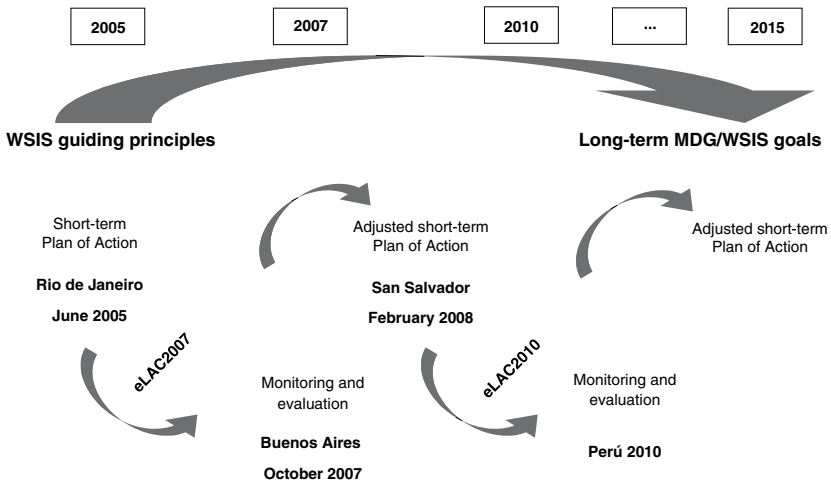 2005
2007
2010
...
2015
WSIS guiding principles
Long-term MDG/WSIS goals
Short-term
Plan of Action
Rio de Janeiro
June 2005
eLAC2007
Monitoring and
evaluation
Buenos Aires
October 2007
Adjusted short-term
Plan of Action
San Salvador
February 2008
eLAC2010
Monitoring and
evaluation
Perú 2010
Adjusted short-term
Plan of Action